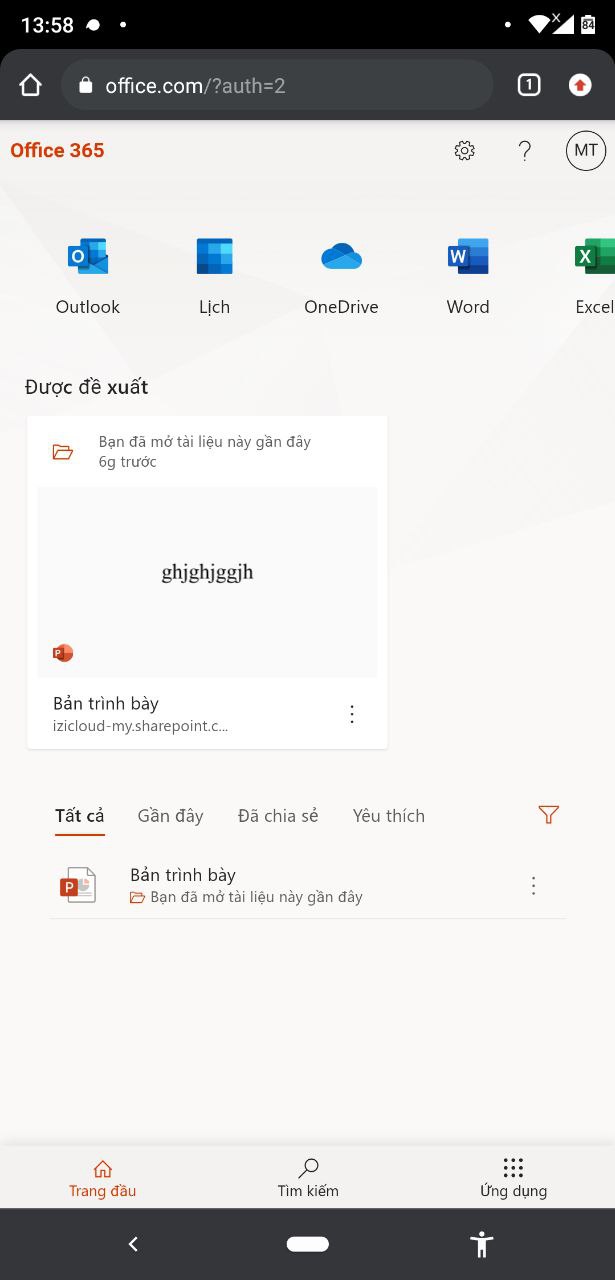 13:58
84
office.com/?auth=2
1
Office 365
MT
Outlook
Lịch
OneDrive
Word
Excel
Được đề xuất
Bạn đã mở tài liệu này gần đây
6g trước
ghjghjggjh
Bản trình bày
izicloud-my.sharepoint.c...
Tất cả
Gần đây
Đã chia sẻ
Yêu thích
Bản trình bày
Bạn đã mở tài liệu này gần đây
Trang đầu
Tìm kiếm
Ứng dụng